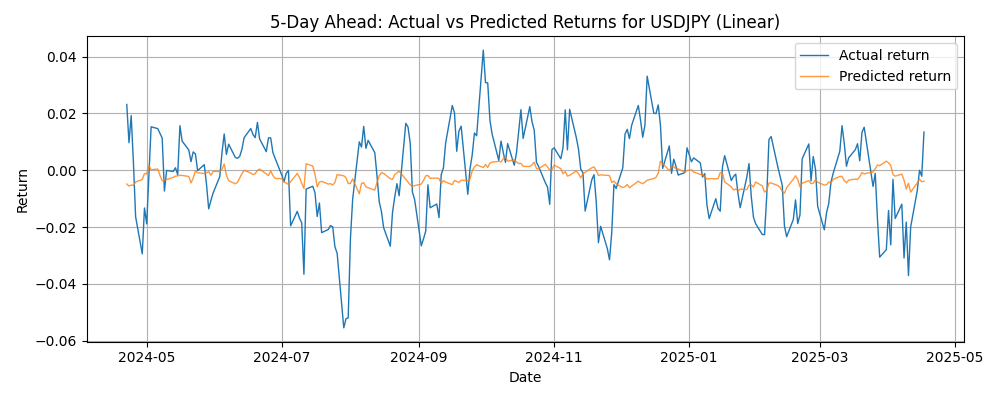 5-Day Ahead: Actual vs Predicted Returns for USDJPY (Linear)
Actual return
Predicted return
Return
0.04
0.02
0.00
−0.02
−0.04
−0.06
2024-05
2024-07
2024-09
2024-11
2025-01
2025-03
2025-05
Date